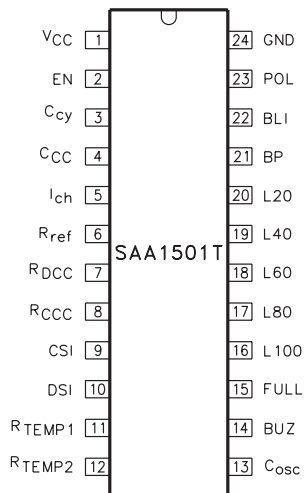 VCC 1 24 GND
EN 2 23 POL
Ccy 3 22 BLI
CCC 4 21 BP
Ich 5 20 L20
Rref 6 19 L40
SAA1501T
RDCC 7 18 L60
RCCC 8 17 L80
CSI 9 16 L100
DSI 10 15 FULL
RTEMP1 11 14 BUZ
RTEMP2 12 13 Cosc